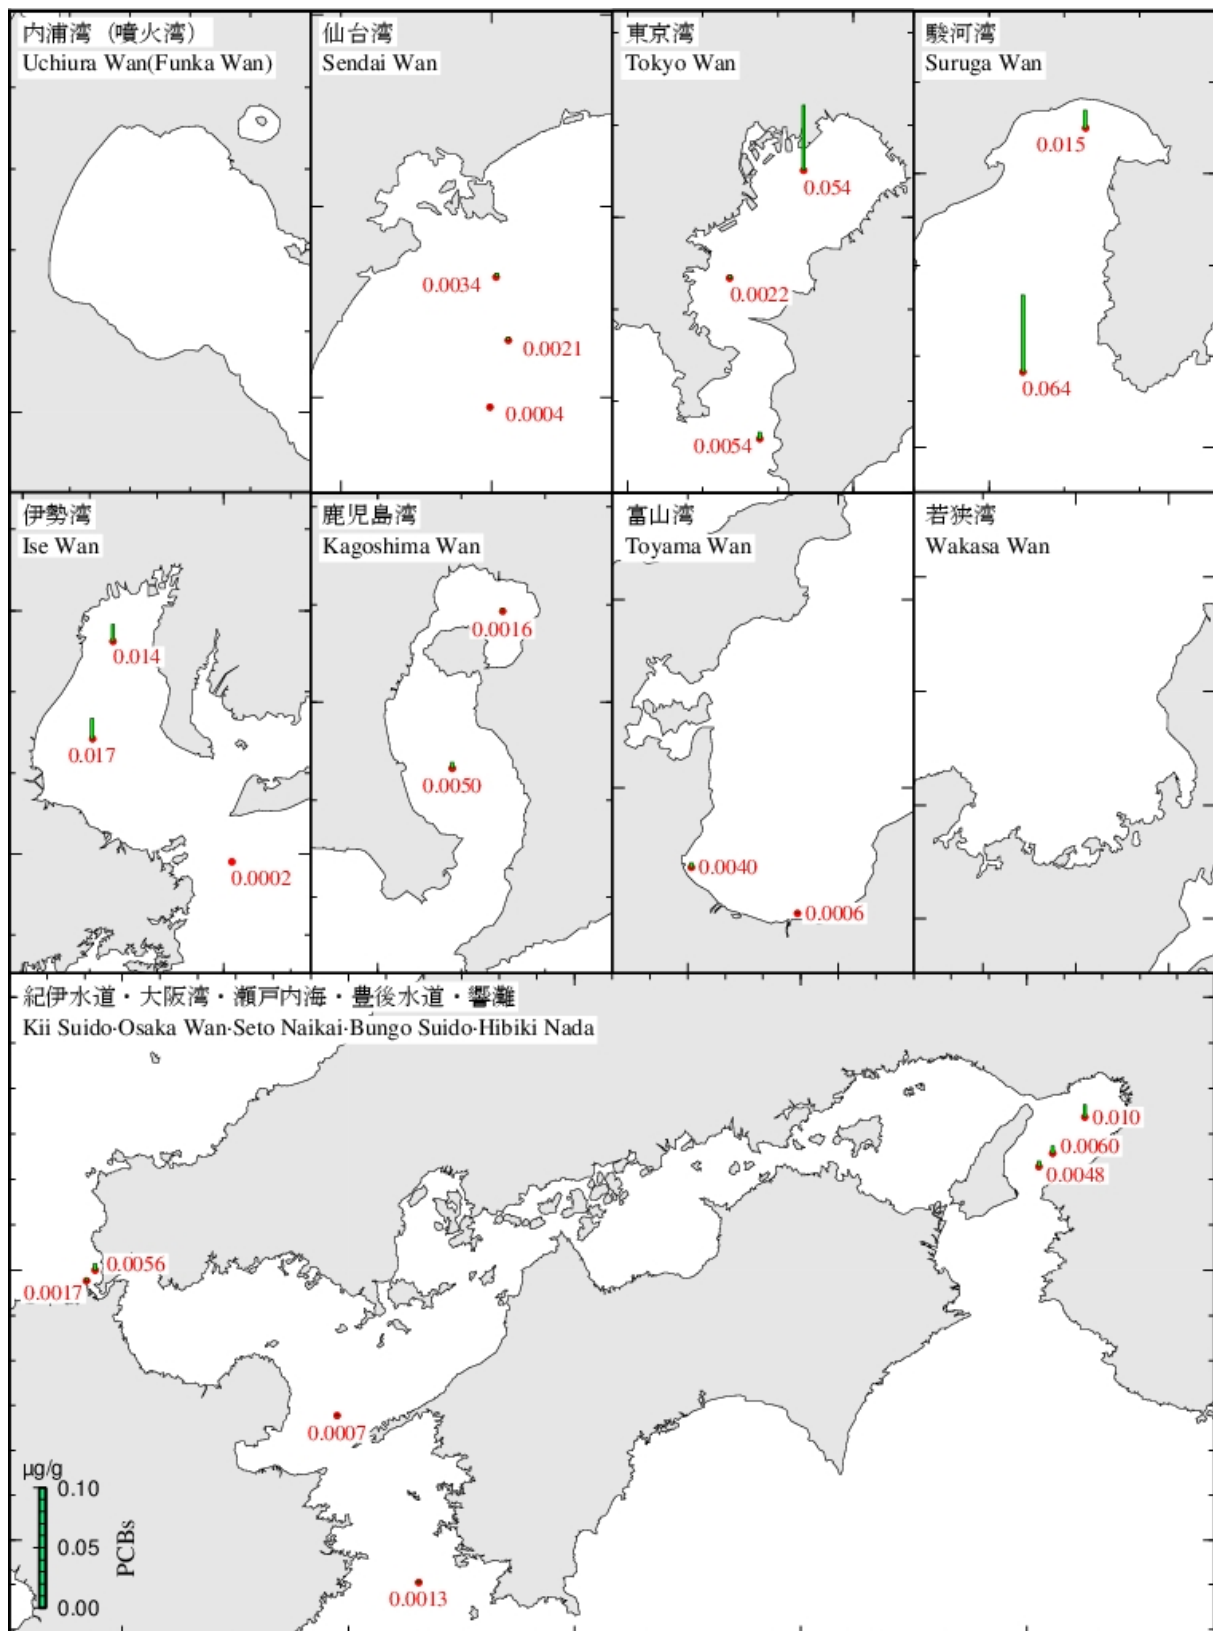 内浦湾（噴火湾）
Uchiura Wan(Funka Wan)
仙台湾
Sendai Wan
0.0034
0.0021
0.0004
東京湾
Tokyo Wan
0.054
0.0022
0.0054
駿河湾
Suruga Wan
0.015
0.064
伊勢湾
Ise Wan
0.014
0.017
0.0002
鹿児島湾
Kagoshima Wan
0.0016
0.0050
富山湾
Toyama Wan
0.0040
0.0006
若狭湾
Wakasa Wan
紀伊水道・大阪湾・瀬戸内海・豊後水道・響灘
Kii Suido·Osaka Wan·Seto Naikai·Bungo Suido·Hibiki Nada
0.010
0.0060
0.0048
0.0056
0.0017
0.0007
0.0013
µg/g
0.10
0.05
0.00
PCBs